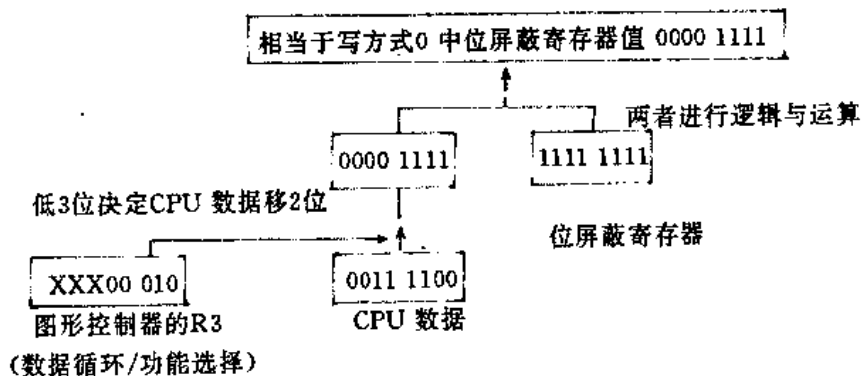 相当于写方式0 中位屏蔽寄存器值 0000 1111
两者进行逻辑与运算
0000 1111
1111 1111
低3位决定CPU 数据移2位
位屏蔽寄存器
XXX00 010
0011 1100
图形控制器的R3
CPU 数据
(数据循环/功能选择)